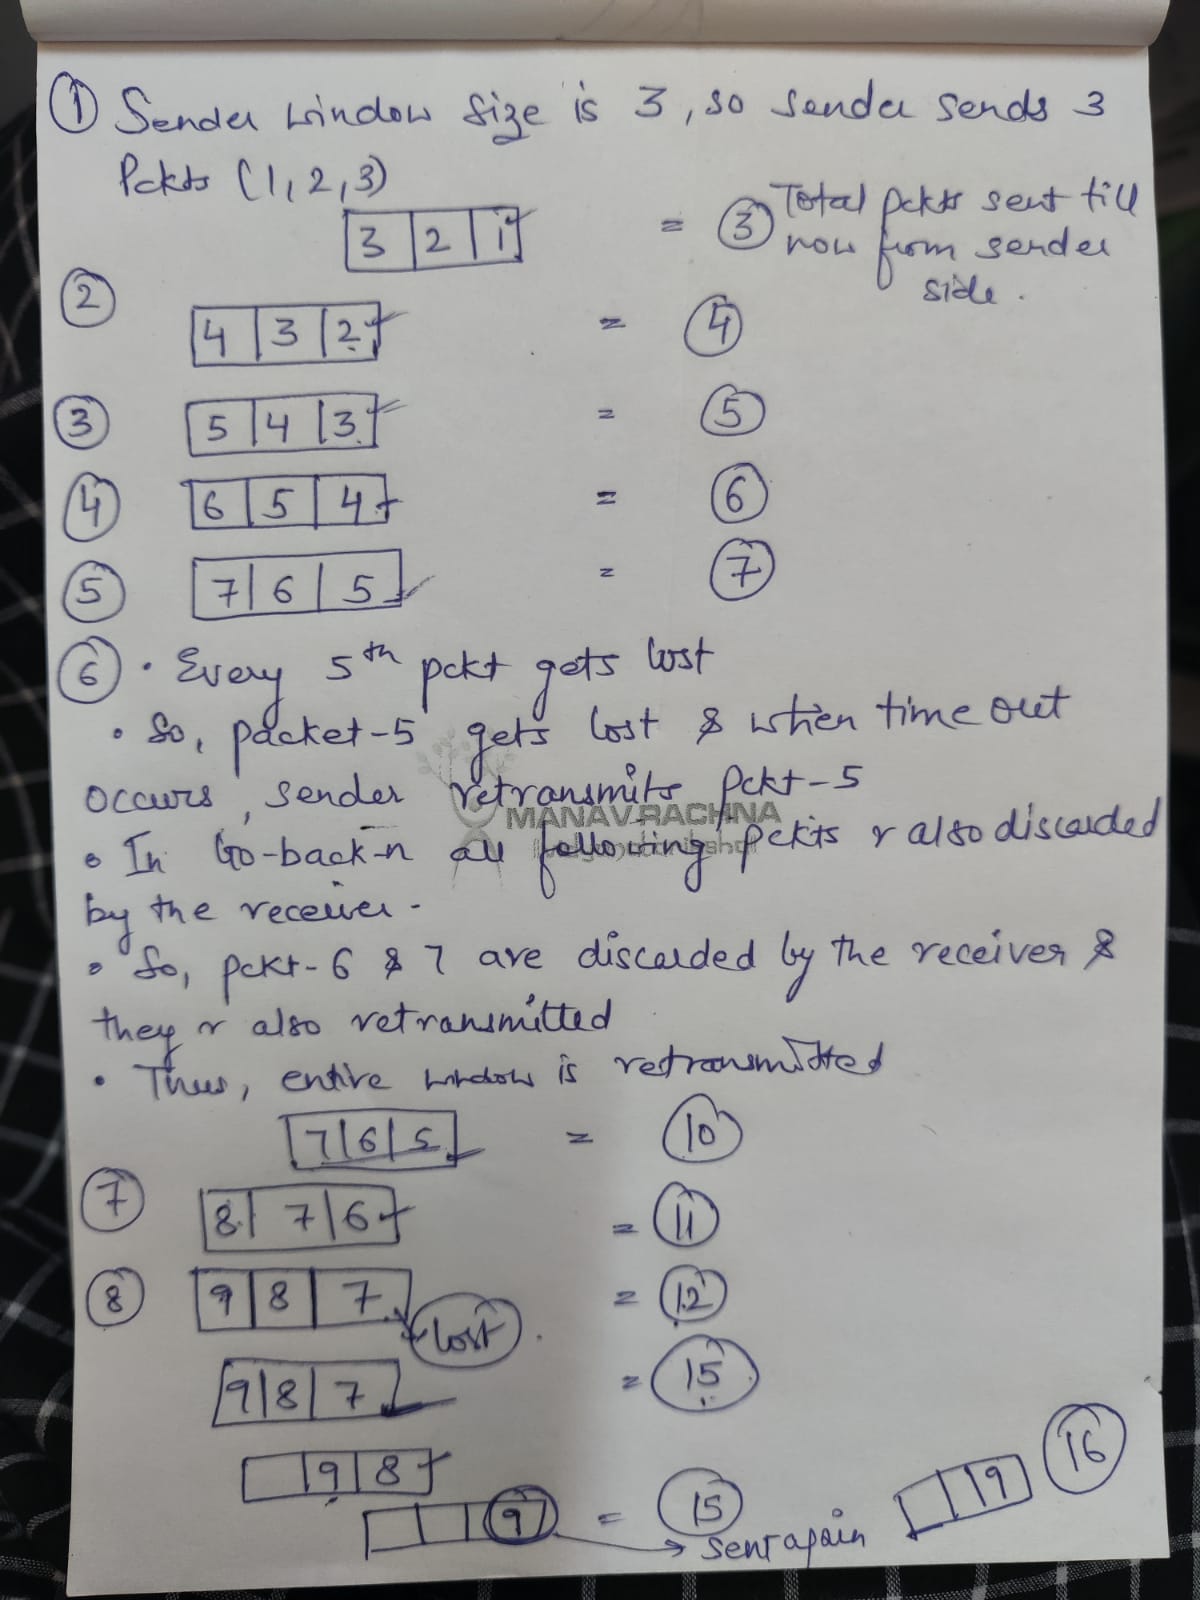 ① Sender window size is 3, so sender sends 3
Pckts (1, 2, 3)
3 2 1 = ③ Total pckts sent till
now from sender
side.
② 4 3 2 = ④
③ 5 4 3 = ⑤
④ 6 5 4 = ⑥
⑤ 7 6 5 = ⑦
⑥ • Every 5th pckt gets lost
• So, packet-5 gets lost & when time out
occurs, sender retransmits Pckt-5
MANAV RACHNA
• In Go-back-n all following pckts r also discarded
by the receiver.
• So, pckt-6 & 7 are discarded by the receiver &
they r also retransmitted
• Thus, entire window is retransmitted
7 6 5 = ⑩
⑦ 8 7 6 = ⑪
⑧ 9 8 7 = ⑫
lost.
9 8 7 = ⑮
9 8
9 = ⑮
sent again
9 ⑯